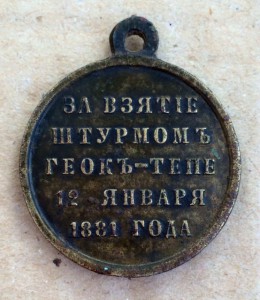 ЗА ВЗЯТІЕ
ШТУРМОМЪ
ГЕОКЪ-ТЕПЕ
12 ЯНВАРЯ
1881 ГОДА